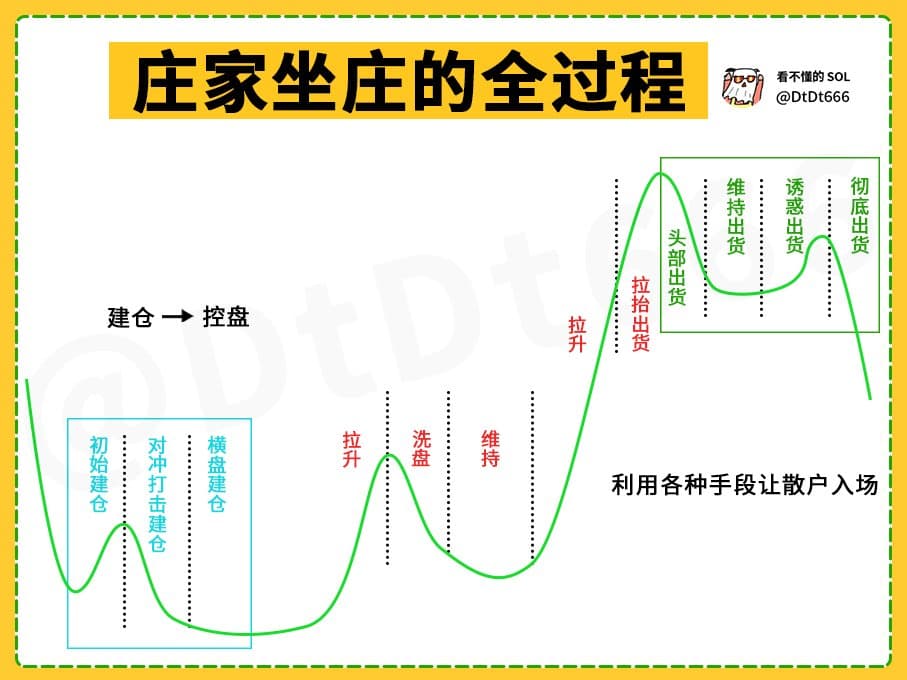 庄家坐庄的全过程
看不懂的 SOL
@DtDt666
@DtDt666
建仓 → 控盘
初始建仓
对冲打击建仓
横盘建仓
拉升
洗盘
维持
拉升
拉抬出货
头部出货
维持出货
诱惑出货
彻底出货
利用各种手段让散户入场